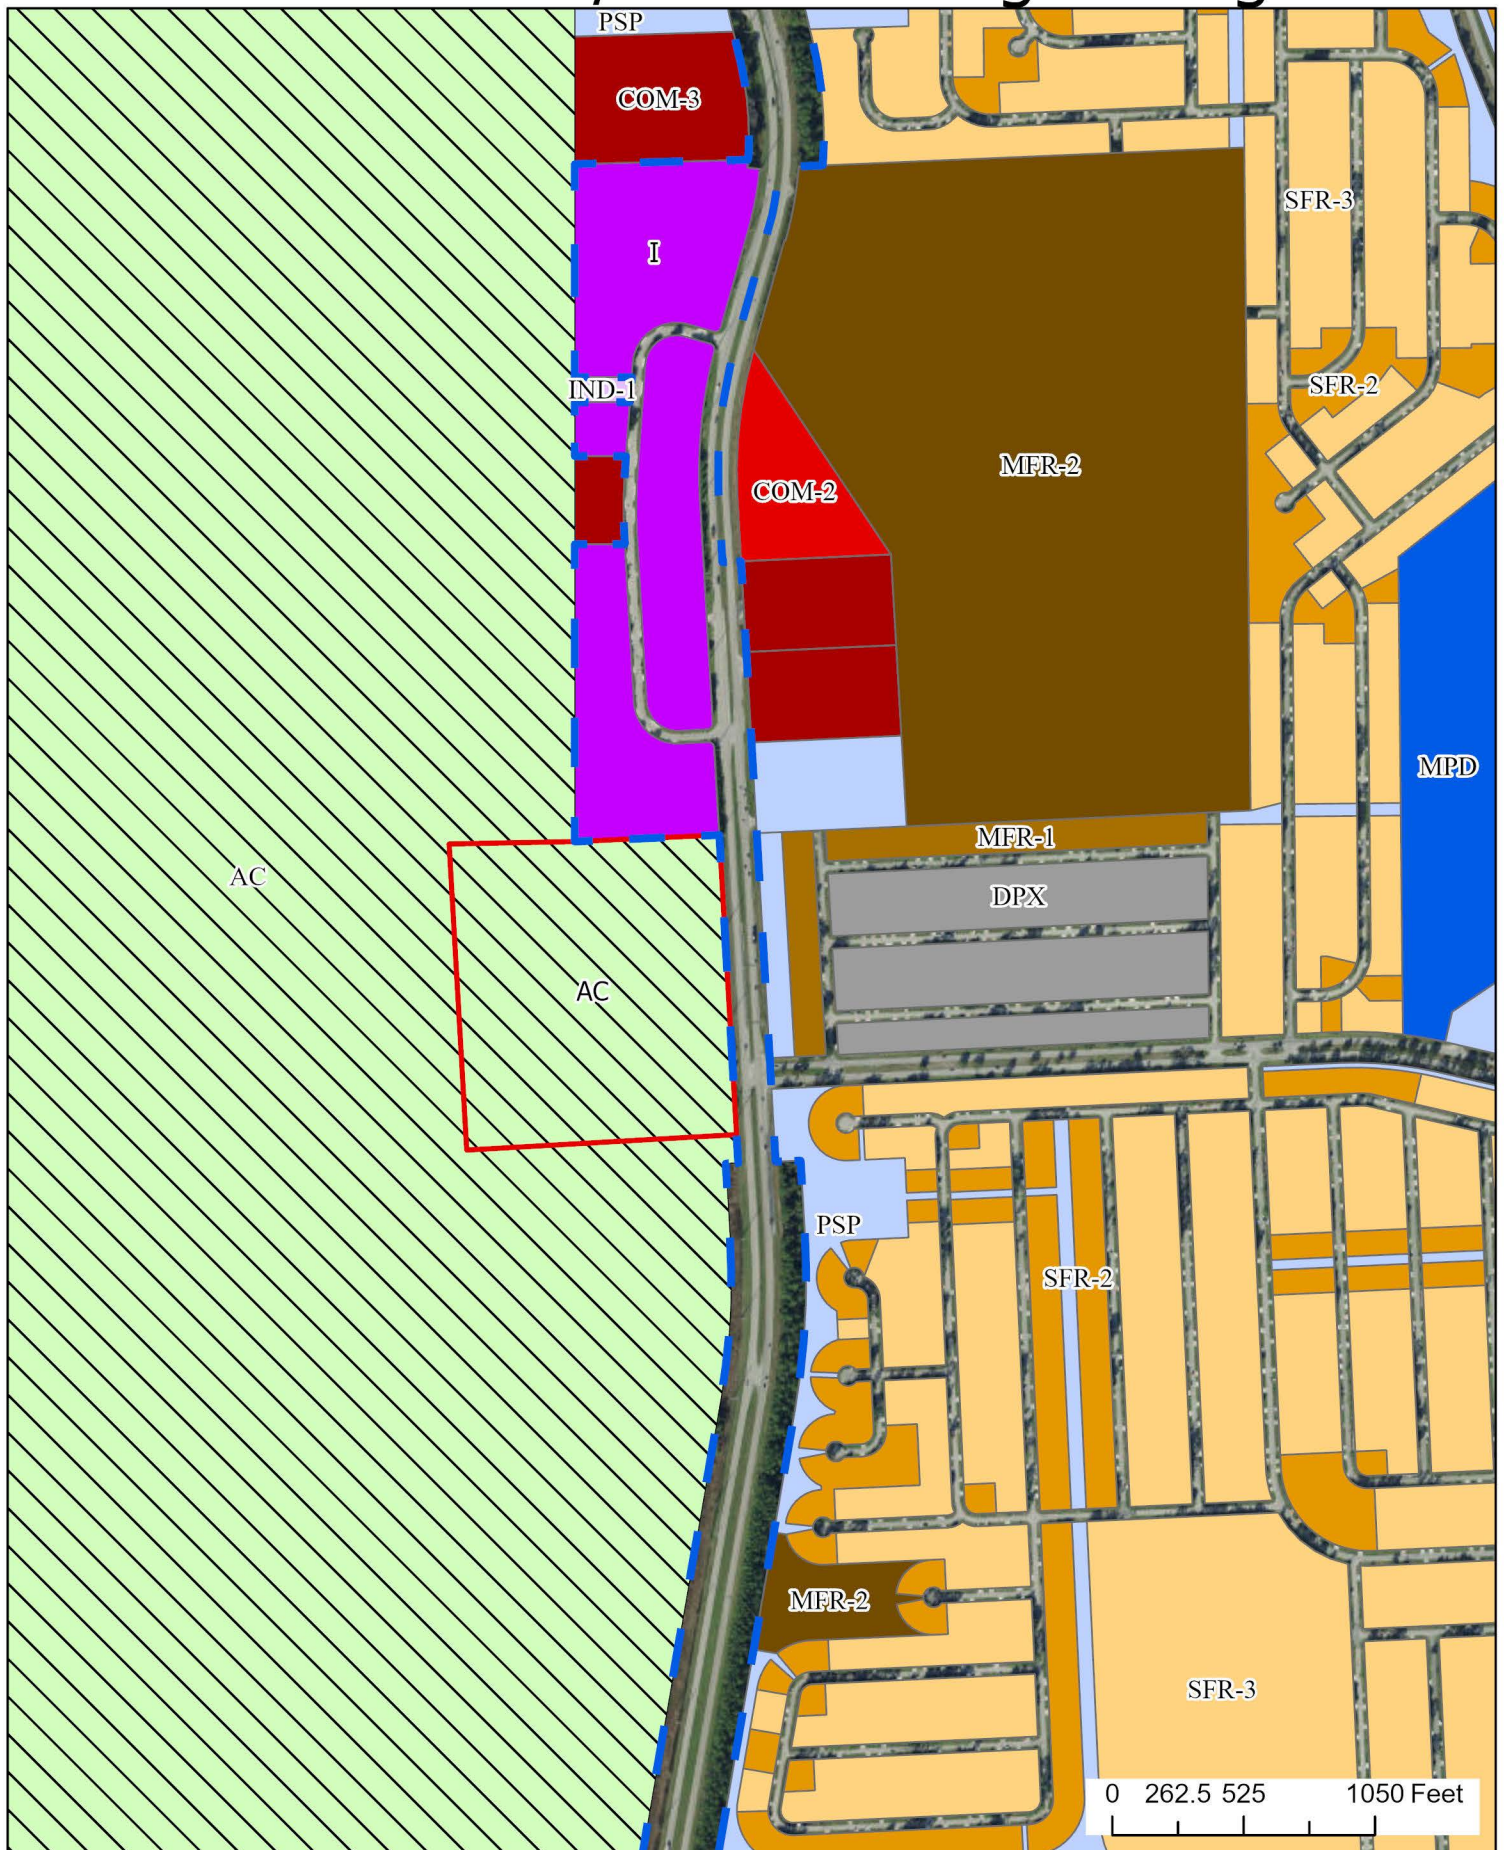 PSP
COM-3
SFR-3
I
IND-1
SFR-2
MFR-2
COM-2
MPD
MFR-1
AC
DPX
AC
PSP
SFR-2
MFR-2
SFR-3
0 262.5 525 1050 Feet